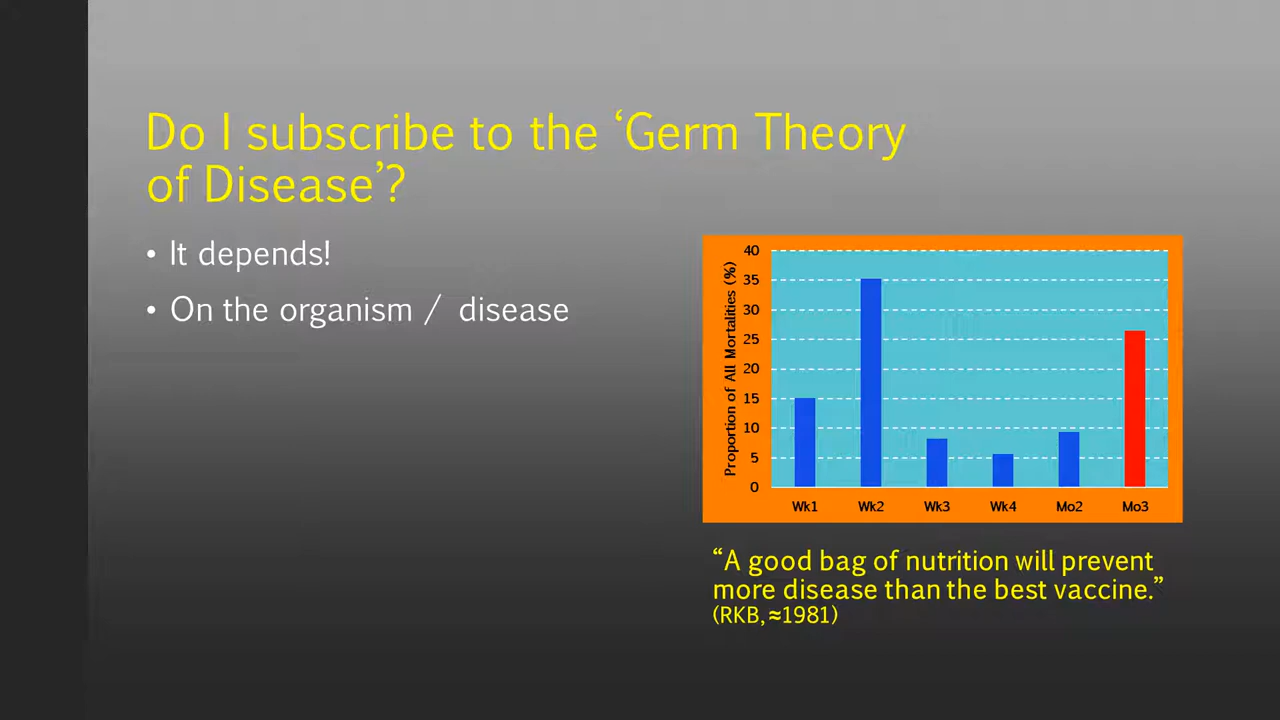 Do I subscribe to the ‘Germ Theory
of Disease’?
• It depends!
• On the organism / disease
Proportion of All Mortalities (%)
40
35
30
25
20
15
10
5
0
Wk1 Wk2 Wk3 Wk4 Mo2 Mo3
“A good bag of nutrition will prevent
more disease than the best vaccine.”
(RKB, ≈1981)